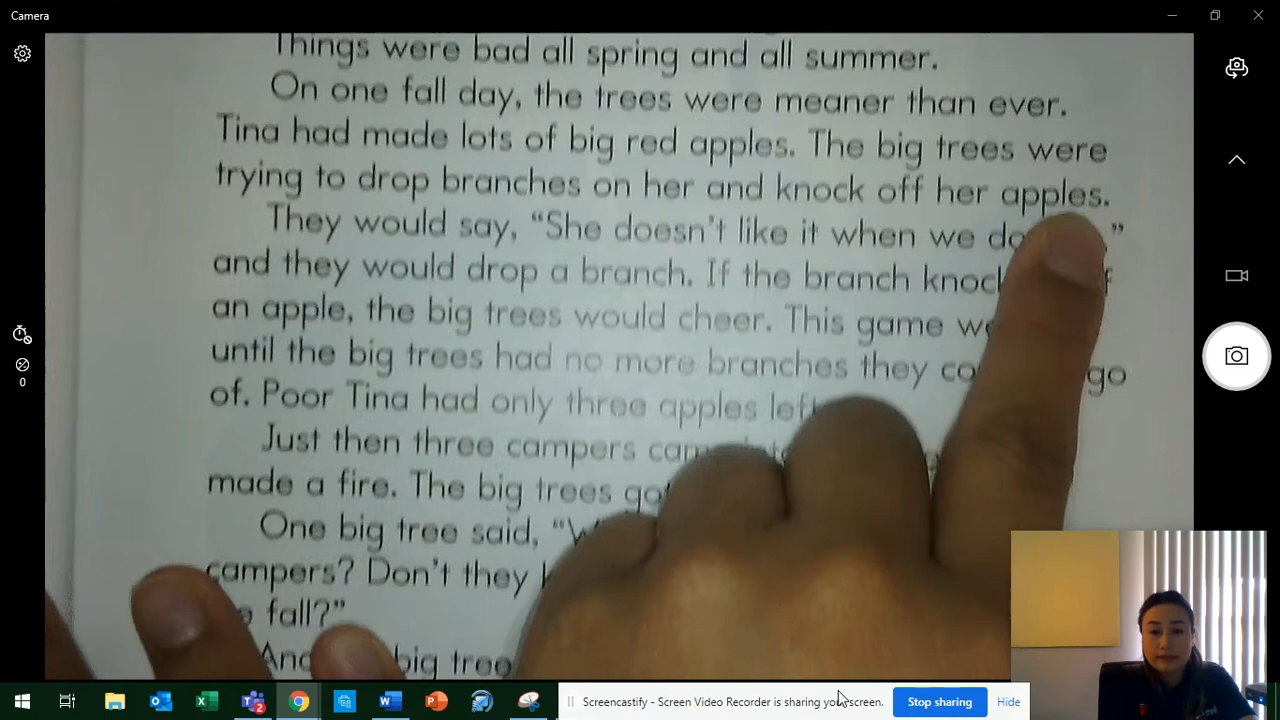 Camera
Things were bad all spring and all summer.
On one fall day, the trees were meaner than ever.
Tina had made lots of big red apples. The big trees were
trying to drop branches on her and knock off her apples.
They would say, “She doesn't like it when we ”
and they would drop a branch. If the branch
an apple, the big trees would cheer. This game
until the big trees had no more branches they go
of. Poor Tina had only three apples left
Just then three campers
made a fire. The big trees
One big tree said, “
campers? Don't they
fall?”
big tree
0
2
Screencastify - Screen Video Recorder is sharing your screen.
Stop sharing
Hide